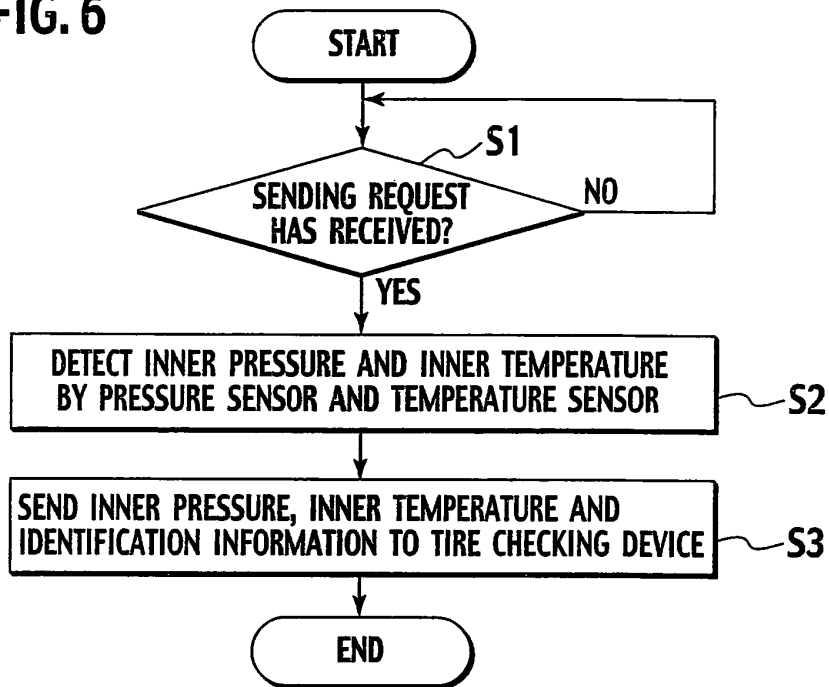 FIG. 6
START
S1
SENDING REQUEST
HAS RECEIVED?
NO
YES
DETECT INNER PRESSURE AND INNER TEMPERATURE
BY PRESSURE SENSOR AND TEMPERATURE SENSOR
S2
SEND INNER PRESSURE, INNER TEMPERATURE AND
IDENTIFICATION INFORMATION TO TIRE CHECKING DEVICE
S3
END